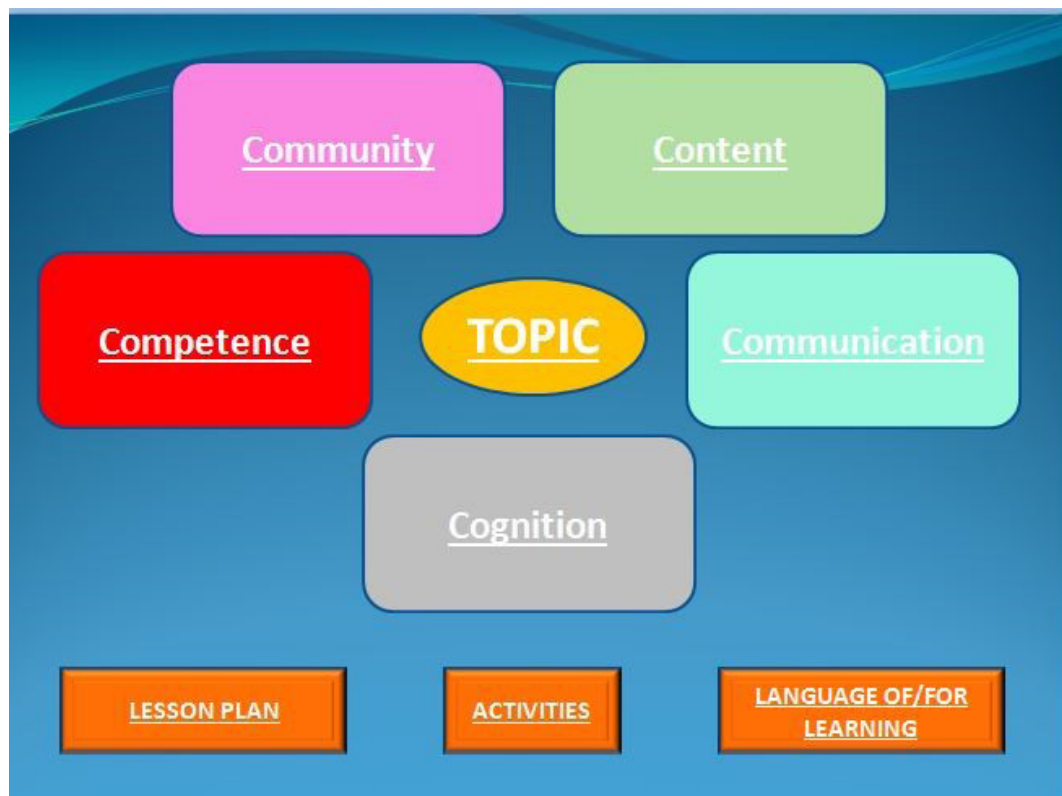 Community
Content
Competence
TOPIC
Communication
Cognition
LESSON PLAN
ACTIVITIES
LANGUAGE OF/FOR
LEARNING